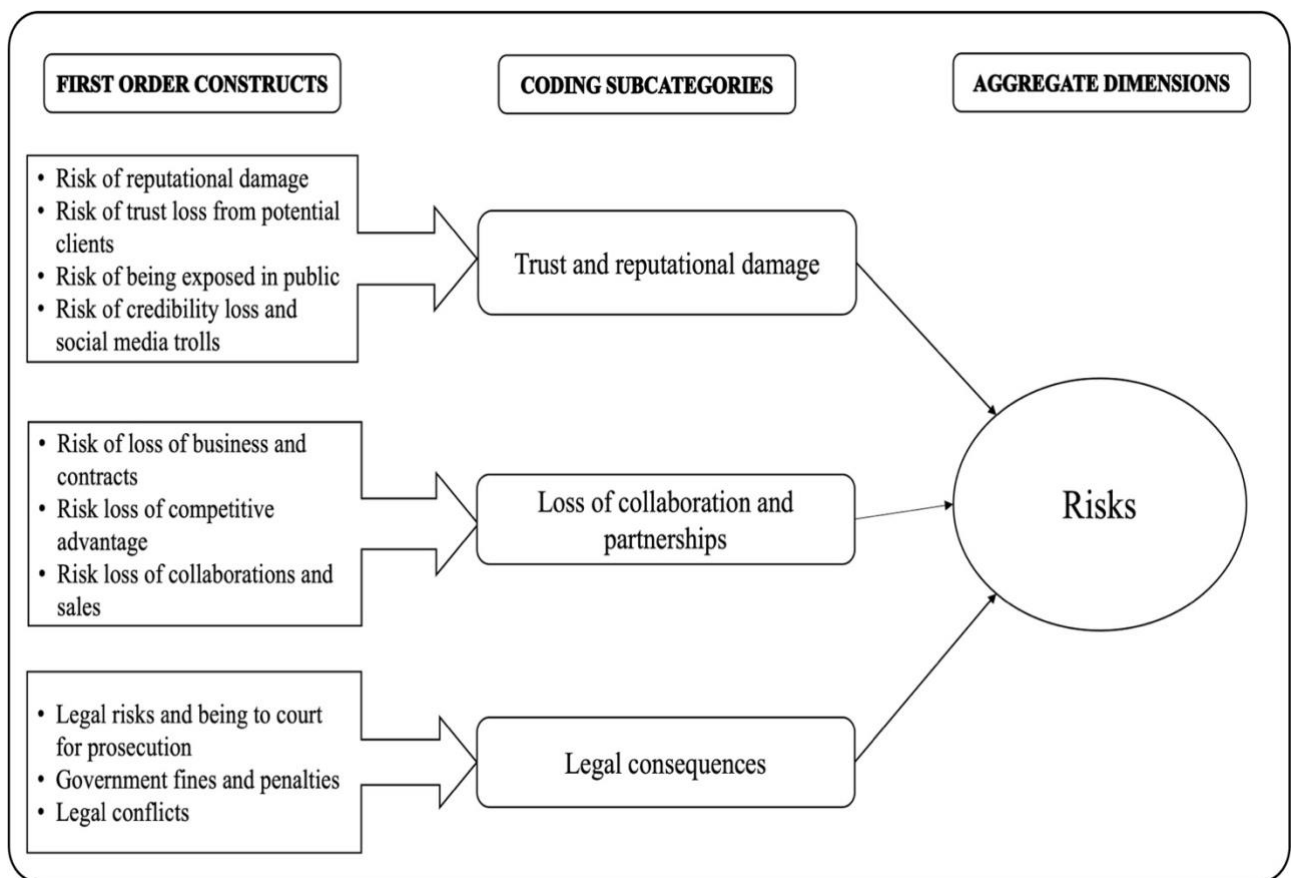 FIRST ORDER CONSTRUCTS
CODING SUBCATEGORIES
AGGREGATE DIMENSIONS
• Risk of reputational damage
• Risk of trust loss from potential
clients
• Risk of being exposed in public
• Risk of credibility loss and
social media trolls
Trust and reputational damage
• Risk of loss of business and
contracts
• Risk loss of competitive
advantage
• Risk loss of collaborations and
sales
Loss of collaboration and
partnerships
Risks
• Legal risks and being to court
for prosecution
• Government fines and penalties
• Legal conflicts
Legal consequences